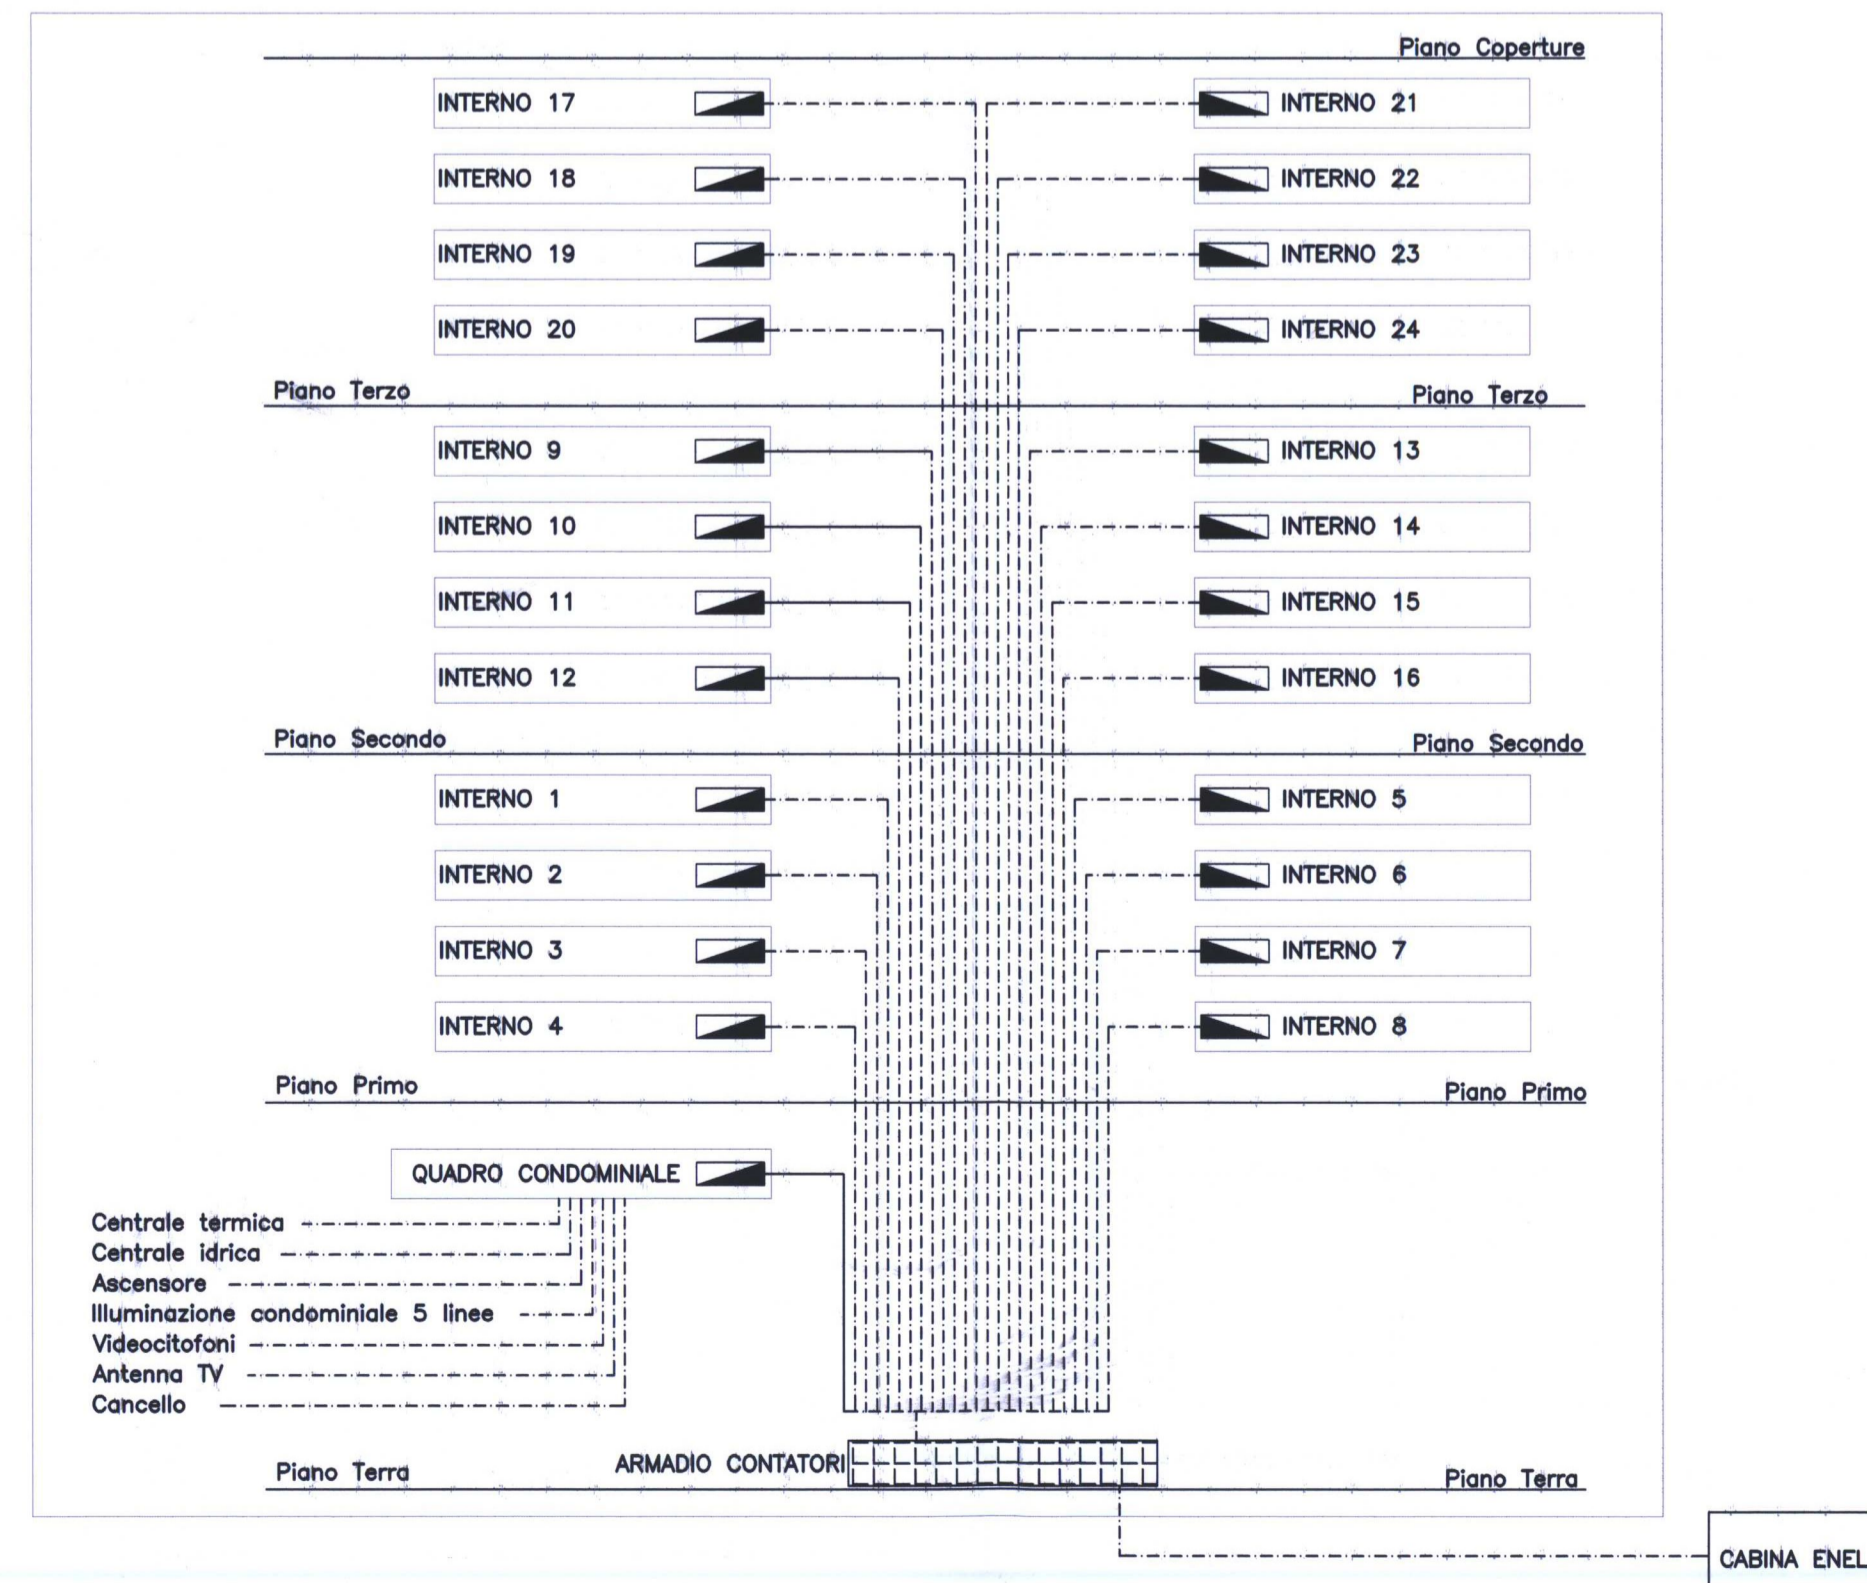 Piano Coperture
INTERNO 17
INTERNO 21
INTERNO 18
INTERNO 22
INTERNO 19
INTERNO 23
INTERNO 20
INTERNO 24
Piano Terzo
Piano Terzo
INTERNO 9
INTERNO 13
INTERNO 10
INTERNO 14
INTERNO 11
INTERNO 15
INTERNO 12
INTERNO 16
Piano Secondo
Piano Secondo
INTERNO 1
INTERNO 5
INTERNO 2
INTERNO 6
INTERNO 3
INTERNO 7
INTERNO 4
INTERNO 8
Piano Primo
Piano Primo
QUADRO CONDOMINIALE
Centrale termica
Centrale idrica
Ascensore
Illuminazione condominiale 5 linee
Videocitofoni
Antenna TV
Cancello
ARMADIO CONTATORI
Piano Terra
Piano Terra
CABINA ENEL